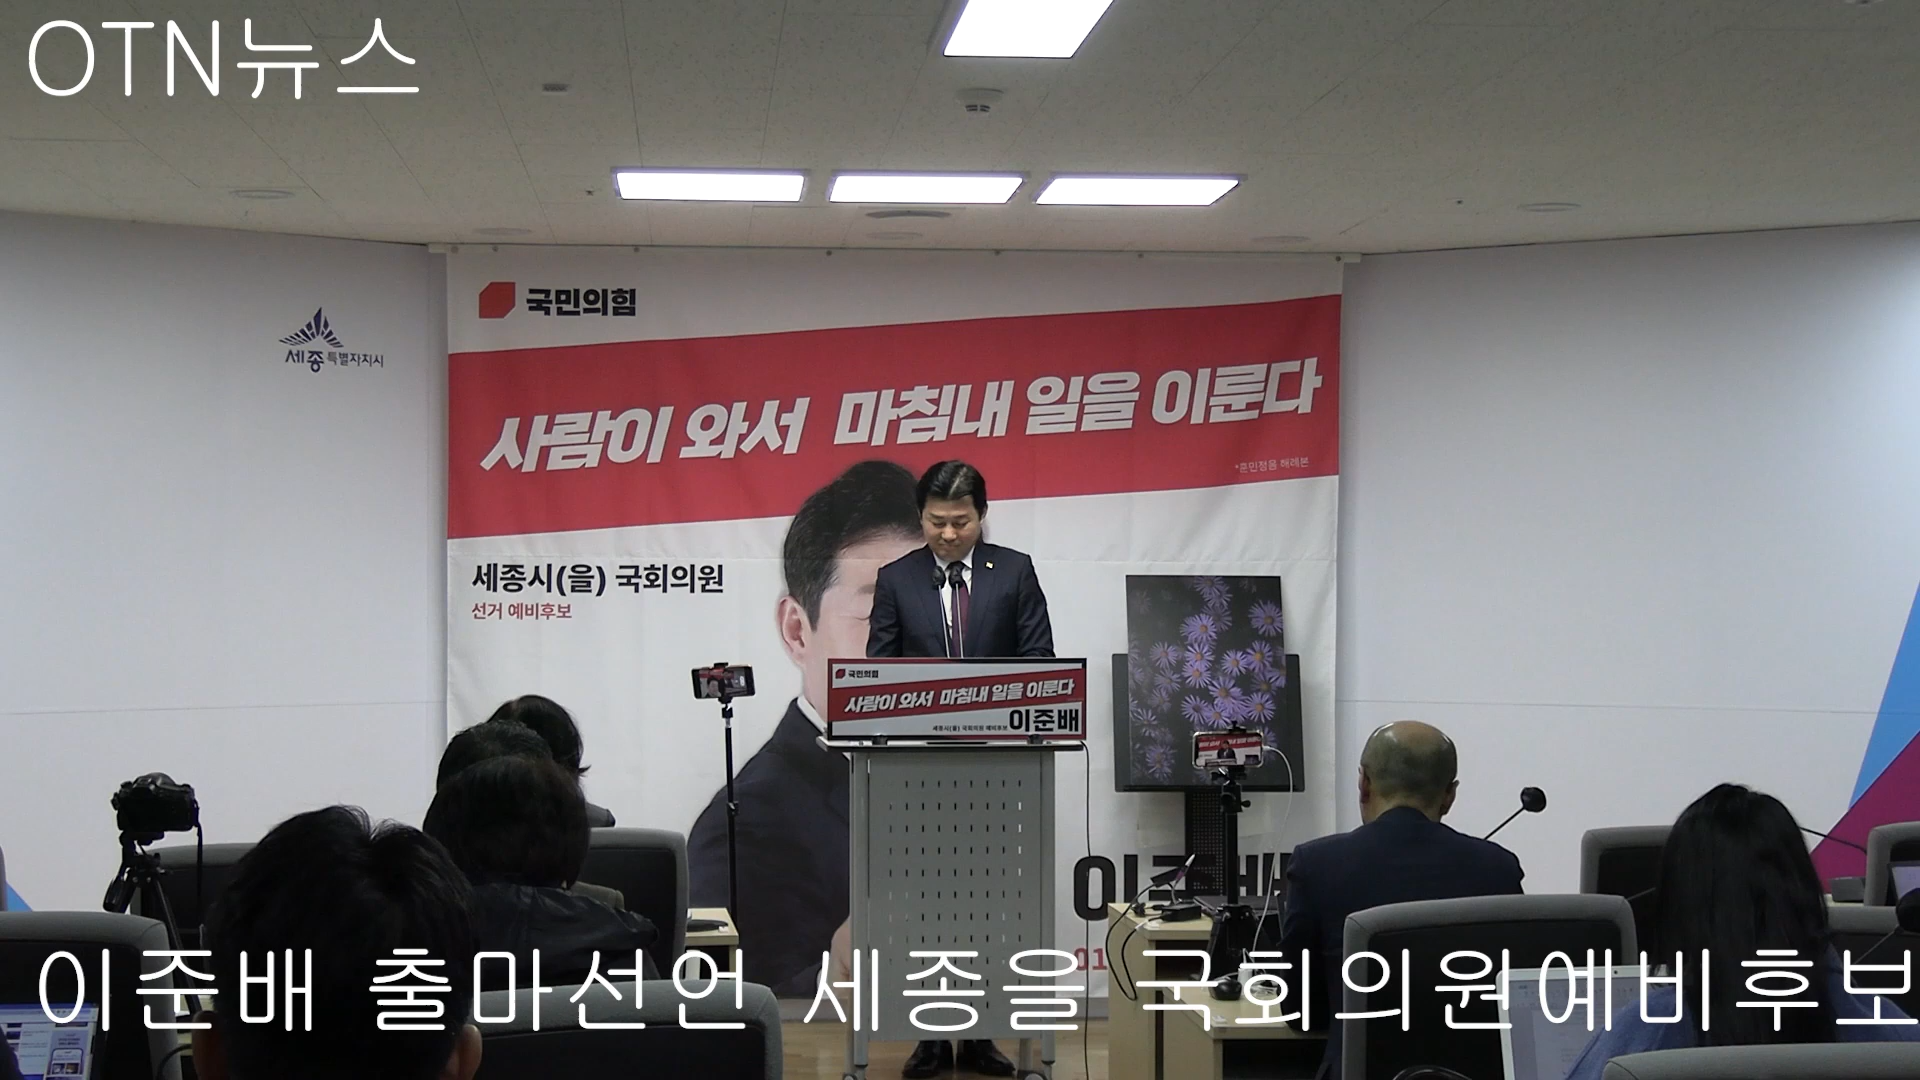 OTN뉴스
국민의힘
세종특별자치시
사람이 와서 마침내 일을 이룬다
*훈민정음 해례본
세종시(을) 국회의원
선거 예비후보
국민의힘
사람이 와서 마침내 일을 이룬다
세종시(을) 국회의원 예비후보 이준배
01
이준배 출마선언 세종을 국회의원예비후보